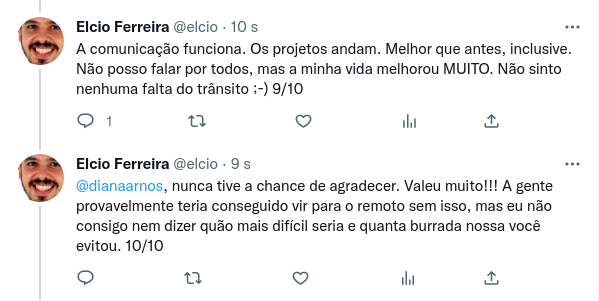 Elcio Ferreira @elcio · 10 s
A comunicação funciona. Os projetos andam. Melhor que antes, inclusive.
Não posso falar por todos, mas a minha vida melhorou MUITO. Não sinto
nenhuma falta do trânsito ;-) 9/10
1
Elcio Ferreira @elcio · 9 s
@dianaarnos, nunca tive a chance de agradecer. Valeu muito!!! A gente
provavelmente teria conseguido vir para o remoto sem isso, mas eu não
consigo nem dizer quão mais difícil seria e quanta burrada nossa você
evitou. 10/10